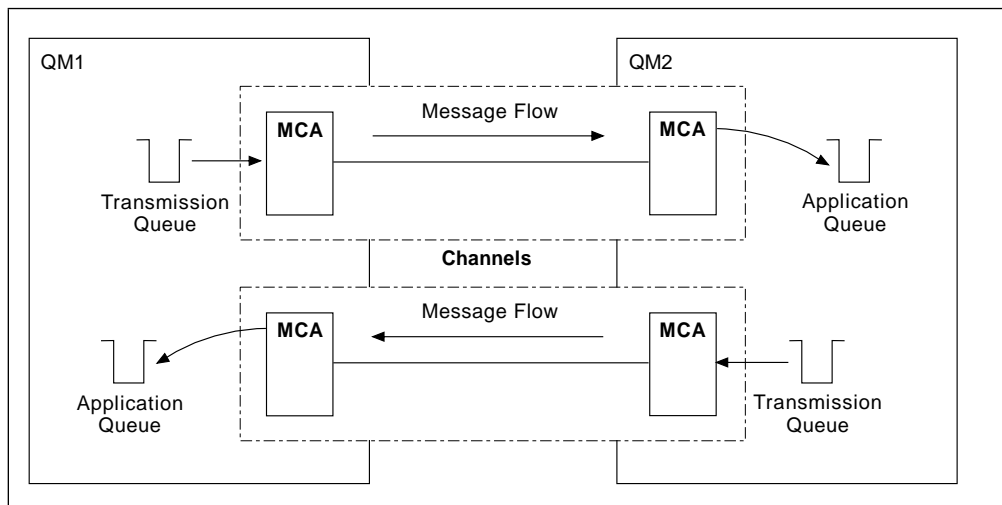 QM1
QM2
Message Flow
MCA
MCA
Transmission
Queue
Application
Queue
Channels
Message Flow
MCA
MCA
Application
Queue
Transmission
Queue